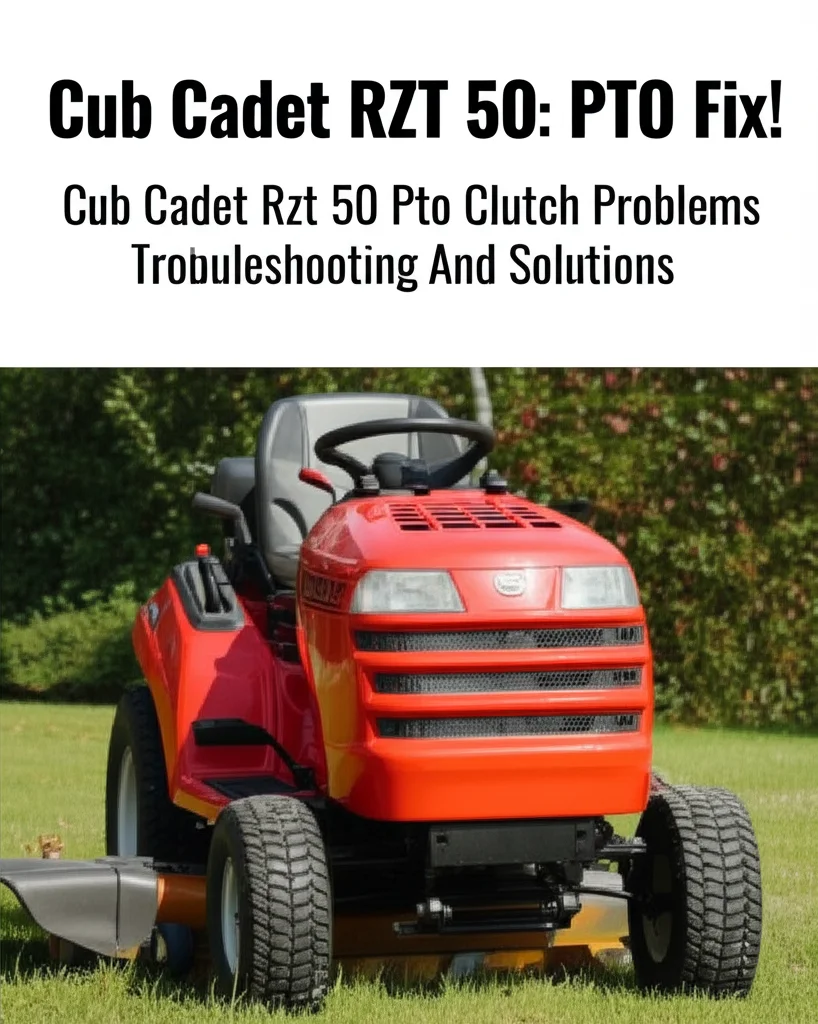 Cub Cadet RZT 50: PTO Fix!
Cub Cadet Rzt 50 Pto Clutch Problems
Trobuleshooting And Solutions